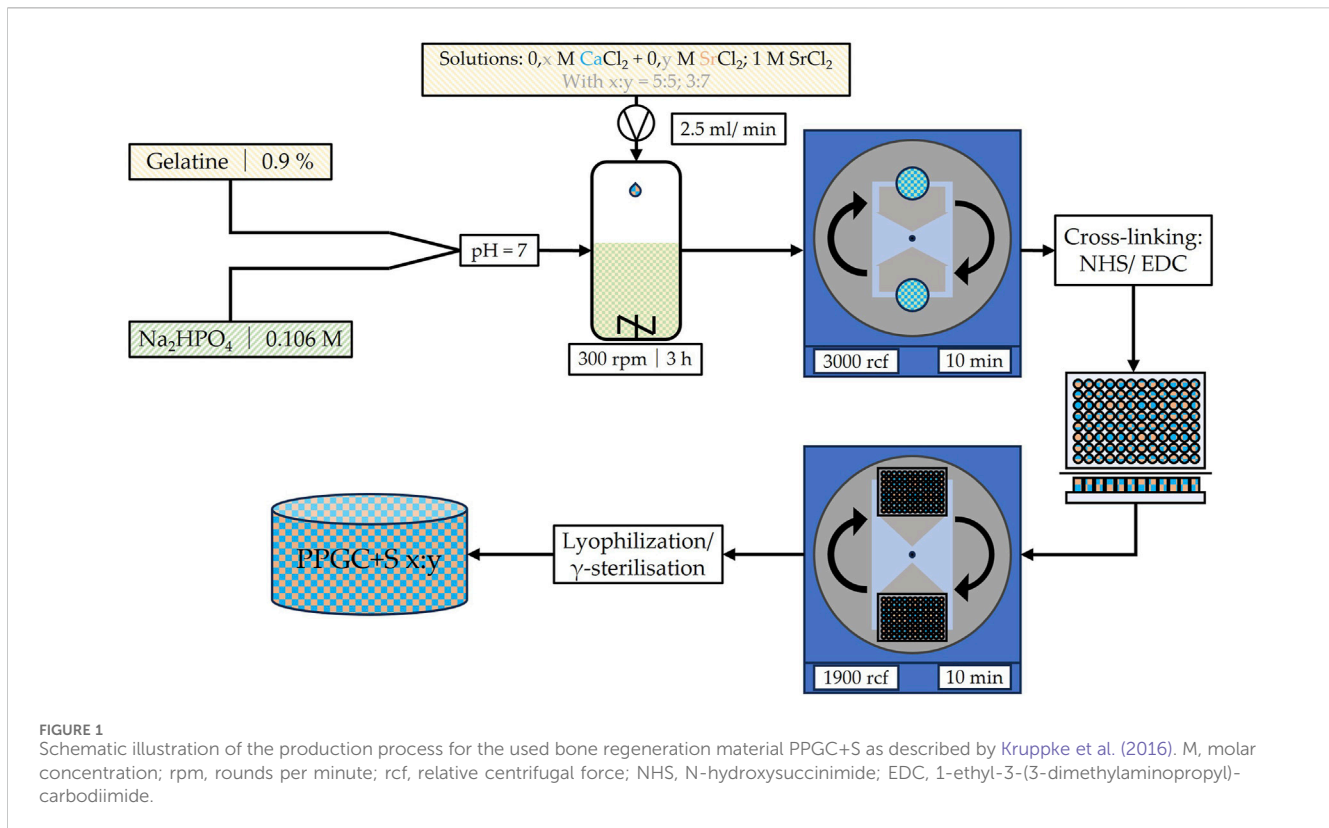 Solutions: 0,x M CaCl₂ + 0,y M SrCl₂; 1 M SrCl₂
With x:y = 5:5; 3:7
2.5 ml/ min
Gelatine | 0.9 %
pH = 7
Na₂HPO₄ | 0.106 M
300 rpm | 3 h
3000 rcf
10 min
Cross-linking:
NHS/ EDC
1900 rcf
10 min
Lyophilization/
γ-sterilisation
PPGC+S x:y
FIGURE 1
Schematic illustration of the production process for the used bone regeneration material PPGC+S as described by Kruppke et al. (2016). M, molar
concentration; rpm, rounds per minute; rcf, relative centrifugal force; NHS, N-hydroxysuccinimide; EDC, 1-ethyl-3-(3-dimethylaminopropyl)-
carbodiimide.